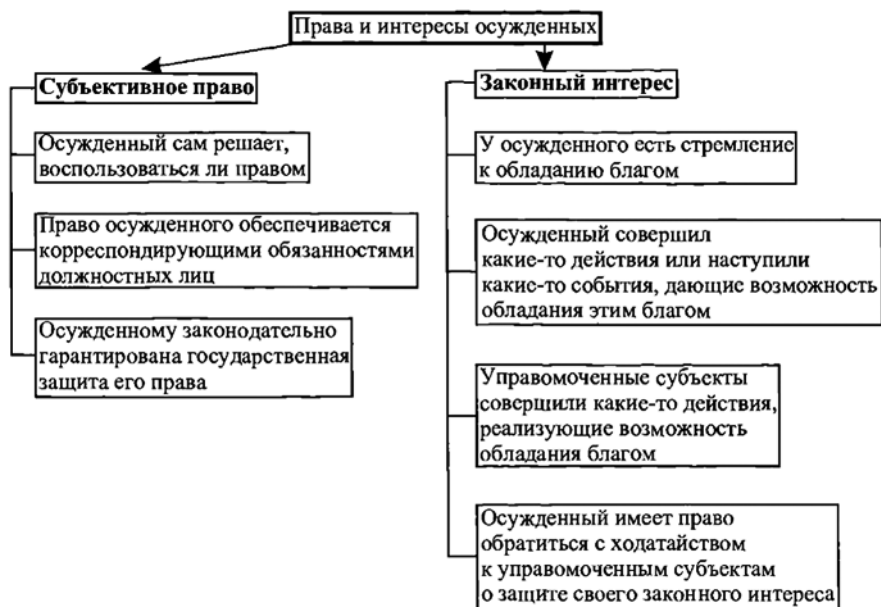 Права и интересы осужденных
Субъективное право
Осужденный сам решает,
воспользоваться ли правом
Право осужденного обеспечивается
корреспондирующими обязанностями
должностных лиц
Осужденному законодательно
гарантирована государственная
защита его права
Законный интерес
У осужденного есть стремление
к обладанию благом
Осужденный совершил
какие-то действия или наступили
какие-то события, дающие возможность
обладания этим благом
Управомоченные субъекты
совершили какие-то действия,
реализующие возможность
обладания благом
Осужденный имеет право
обратиться с ходатайством
к управомоченным субъектам
о защите своего законного интереса